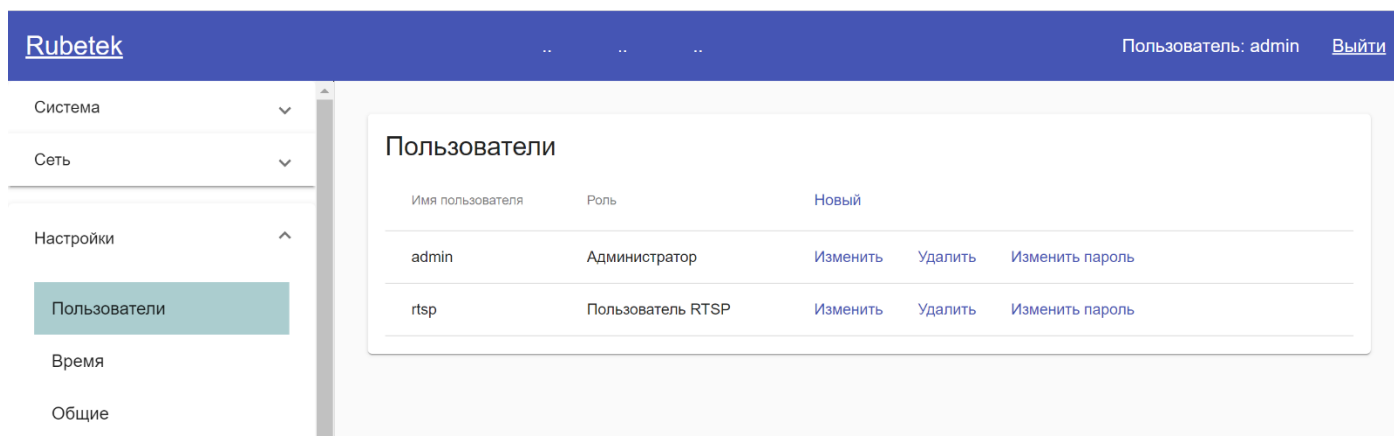 Rubetek .. .. .. Пользователь: admin Выйти
Система
Сеть
Настройки
Пользователи
Время
Общие
Пользователи
Имя пользователя Роль Новый
admin Администратор Изменить Удалить Изменить пароль
rtsp Пользователь RTSP Изменить Удалить Изменить пароль